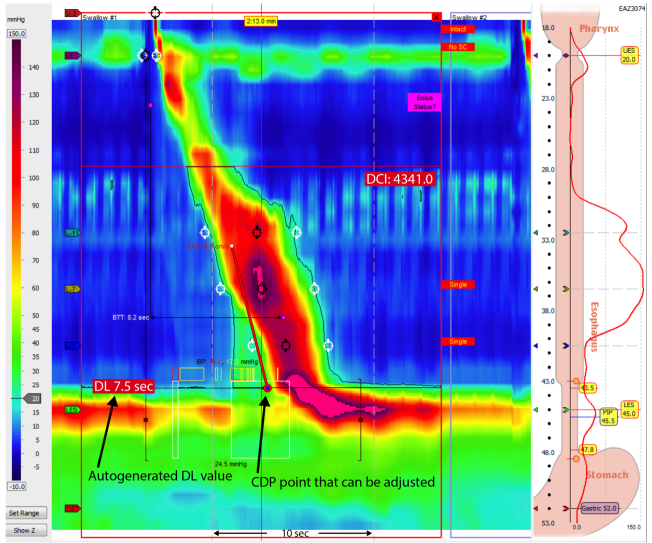 mmHg
150.0
140
120
110
100
90
80
70
65
60
55
50
45
40
35
30
25
20
15
10
5
0
-5
-10.0
Set Range
Show Z
Swallow #1
2:13.0 min
Swallow #2
Intact
No SC
Bolus
Status?
DCI: 4341.0
BTT: 8.2 sec
mmHg
DL 7.5 sec
LES
Single
Single
24.5 mmHg
Autogenerated DL value
CDP point that can be adjusted
10 sec
EAZ3074
Pharynx
18.0
23.0
28.0
33.0
38.0
43.0
48.0
53.0
UES
20.0
Esophagus
43.5
LES
45.0
PIP
45.5
47.8
Stomach
Gastric 52.0
0.0
150.0